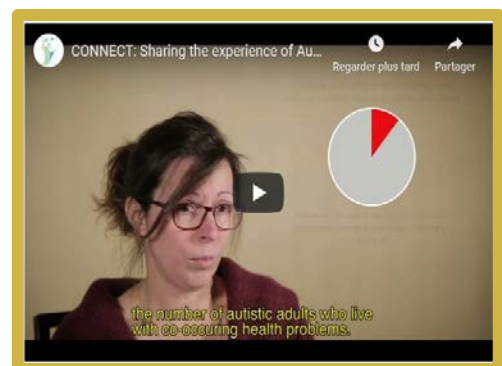 CONNECT: Sharing the experience of Au...
Regarder plus tard
Partager
the number of autistic adults who live
with co-occuring health problems.